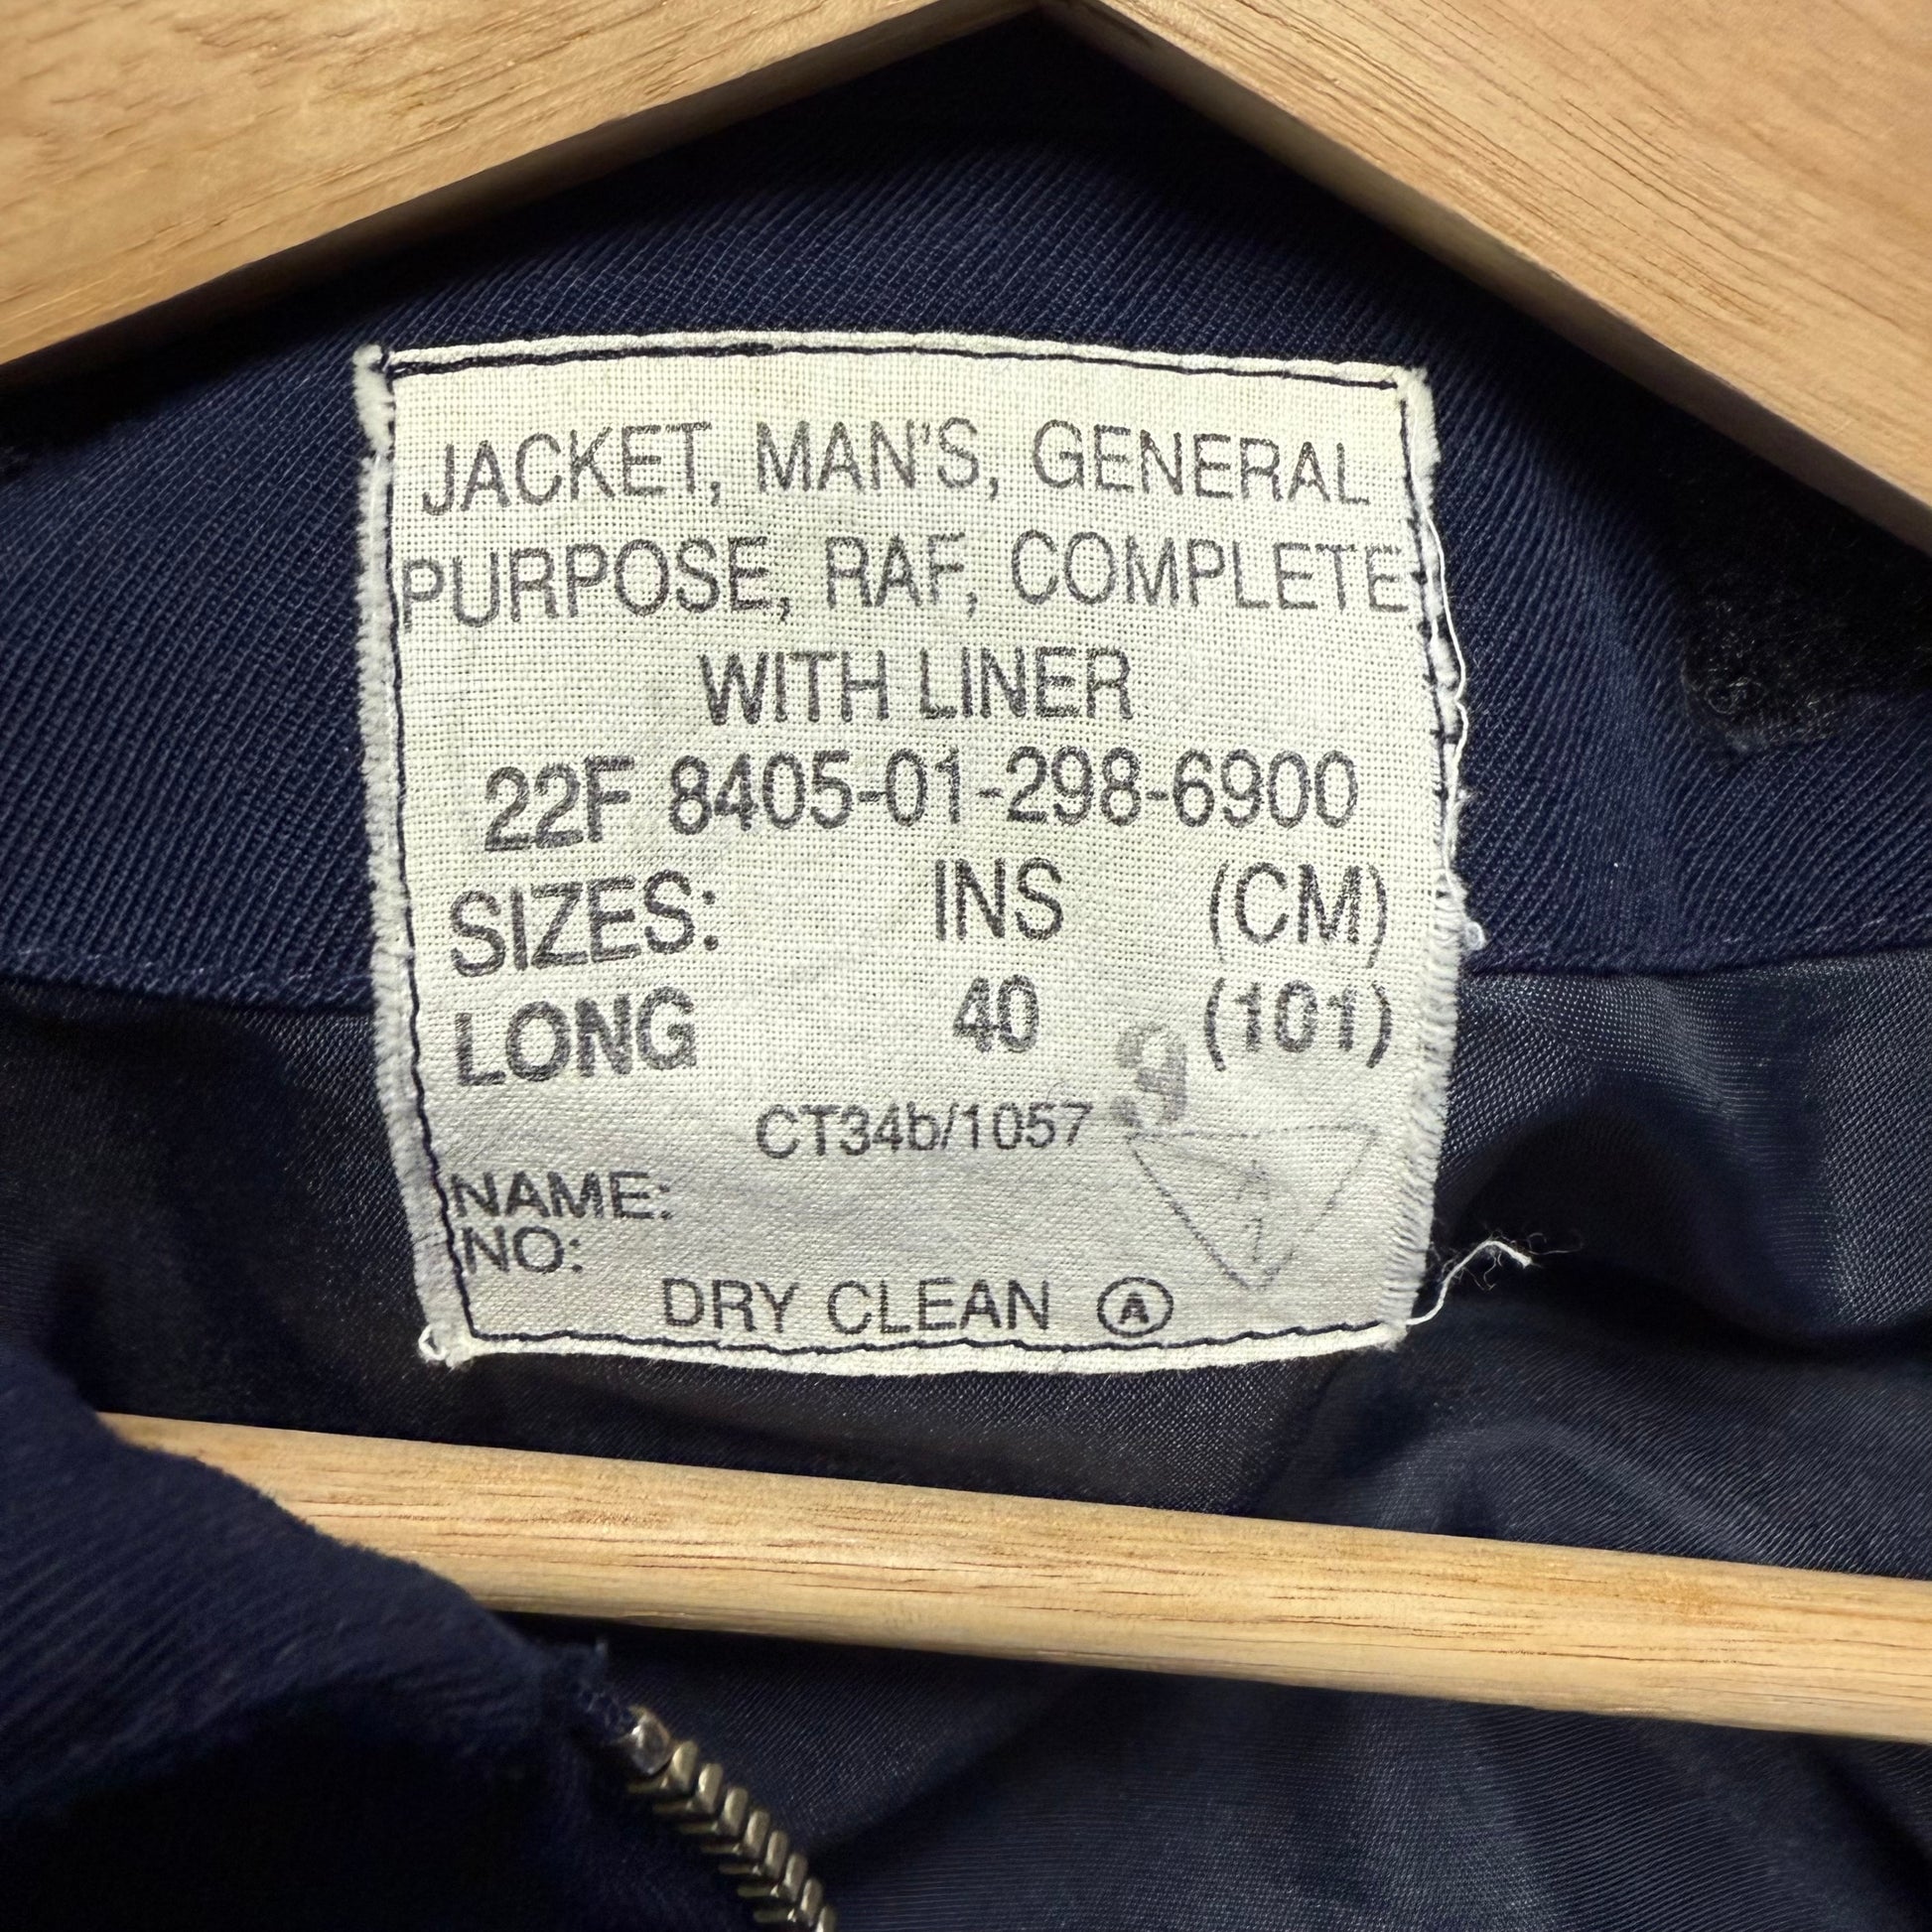 JACKET, MAN'S, GENERAL
PURPOSE, RAF, COMPLETE
WITH LINER
22F 8405-01-298-6900
SIZES: INS (CM)
LONG 40 (101)
9
CT34b/1057
NAME:
NO:
DRY CLEAN Ⓐ